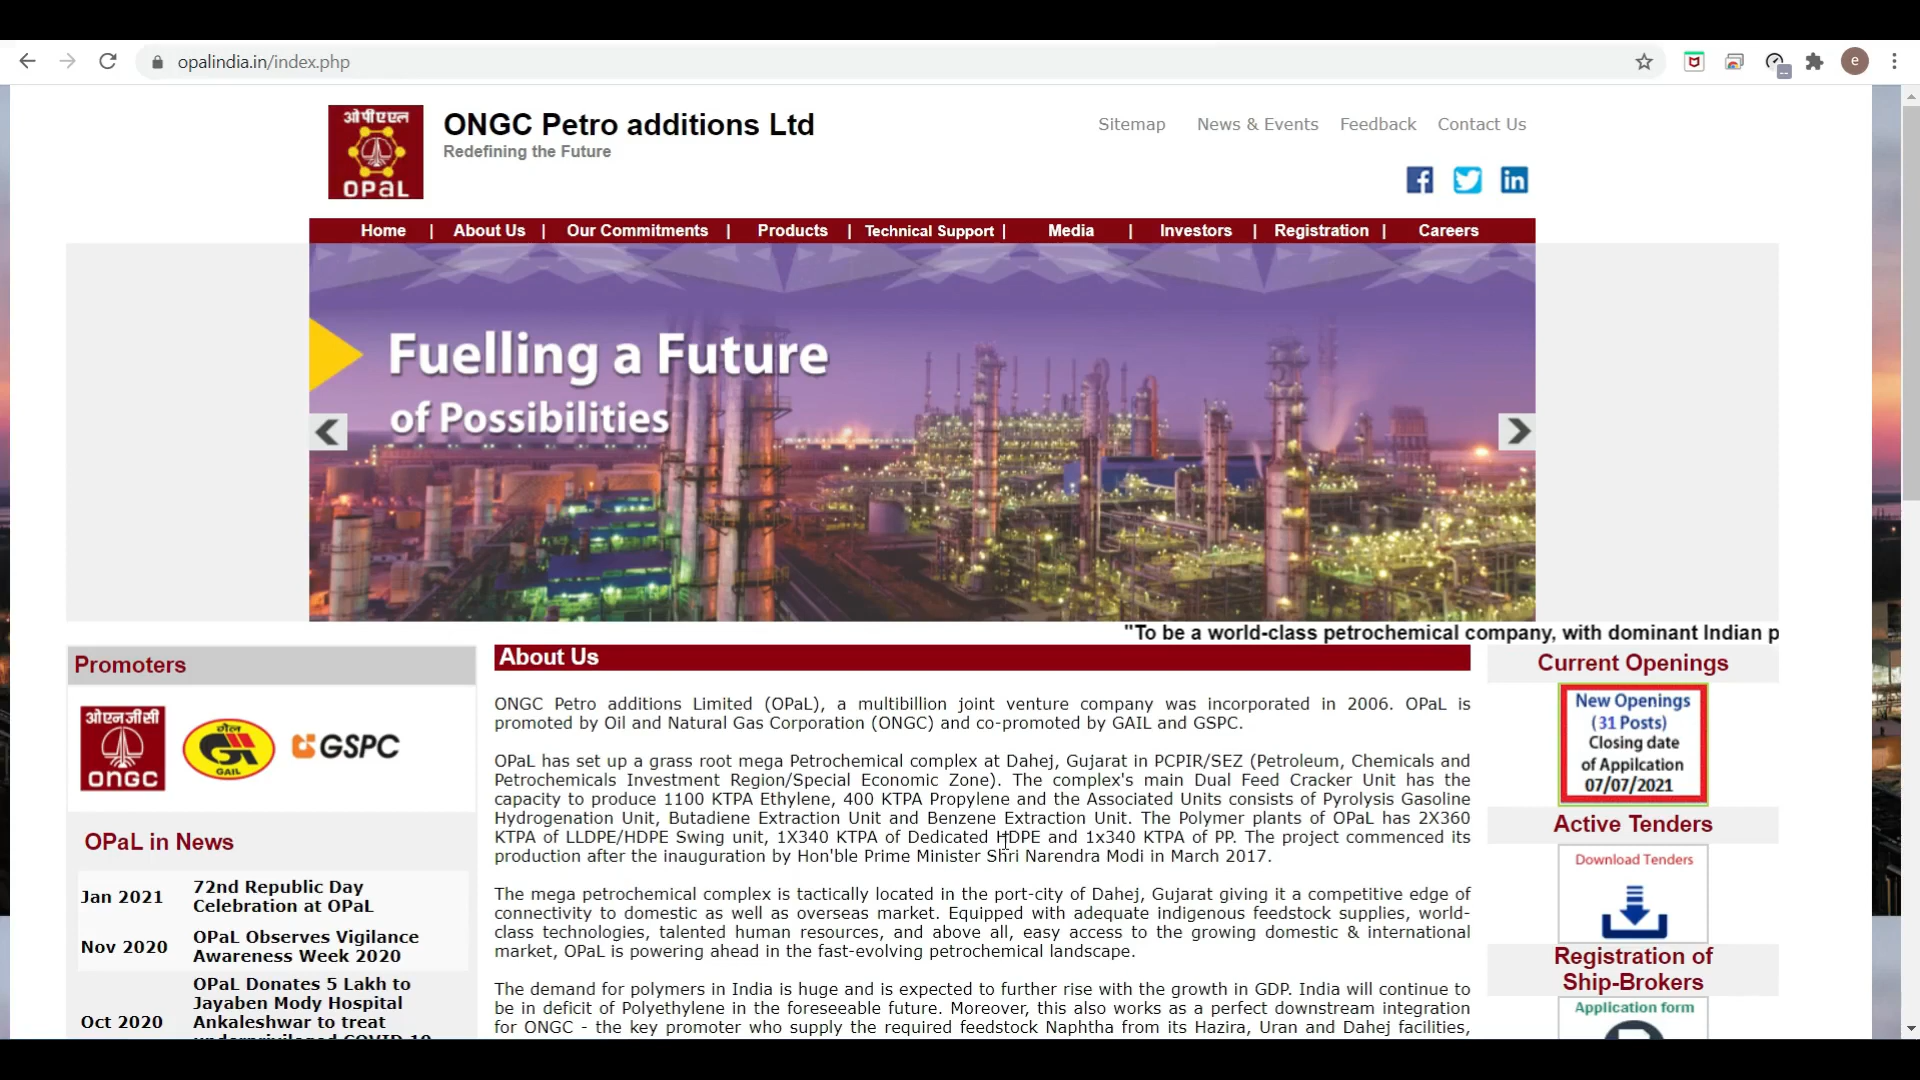 opalindia.in/index.php
e
ओपीएएल
OPaL
ONGC Petro additions Ltd
Redefining the Future
Sitemap
News & Events
Feedback
Contact Us
Home | About Us | Our Commitments | Products | Technical Support | Media | Investors | Registration | Careers
Fuelling a Future
of Possibilities
"To be a world-class petrochemical company, with dominant Indian p
Promoters
ओएनजीसी
ongc
गेल
GAIL
GSPC
OPaL in News
Jan 2021
72nd Republic Day
Celebration at OPaL
Nov 2020
OPaL Observes Vigilance
Awareness Week 2020
Oct 2020
OPaL Donates 5 Lakh to
Jayaben Mody Hospital
Ankaleshwar to treat
underprivileged COVID-19
About Us
ONGC Petro additions Limited (OPaL), a multibillion joint venture company was incorporated in 2006. OPaL is
promoted by Oil and Natural Gas Corporation (ONGC) and co-promoted by GAIL and GSPC.
OPaL has set up a grass root mega Petrochemical complex at Dahej, Gujarat in PCPIR/SEZ (Petroleum, Chemicals and
Petrochemicals Investment Region/Special Economic Zone). The complex's main Dual Feed Cracker Unit has the
capacity to produce 1100 KTPA Ethylene, 400 KTPA Propylene and the Associated Units consists of Pyrolysis Gasoline
Hydrogenation Unit, Butadiene Extraction Unit and Benzene Extraction Unit. The Polymer plants of OPaL has 2X360
KTPA of LLDPE/HDPE Swing unit, 1X340 KTPA of Dedicated HDPE and 1x340 KTPA of PP. The project commenced its
production after the inauguration by Hon'ble Prime Minister Shri Narendra Modi in March 2017.
The mega petrochemical complex is tactically located in the port-city of Dahej, Gujarat giving it a competitive edge of
connectivity to domestic as well as overseas market. Equipped with adequate indigenous feedstock supplies, world-
class technologies, talented human resources, and above all, easy access to the growing domestic & international
market, OPaL is powering ahead in the fast-evolving petrochemical landscape.
The demand for polymers in India is huge and is expected to further rise with the growth in GDP. India will continue to
be in deficit of Polyethylene in the foreseeable future. Moreover, this also works as a perfect downstream integration
for ONGC - the key promoter who supply the required feedstock Naphtha from its Hazira, Uran and Dahej facilities,
Current Openings
New Openings
(31 Posts)
Closing date
of Appilcation
07/07/2021
Active Tenders
Download Tenders
Registration of
Ship-Brokers
Application form